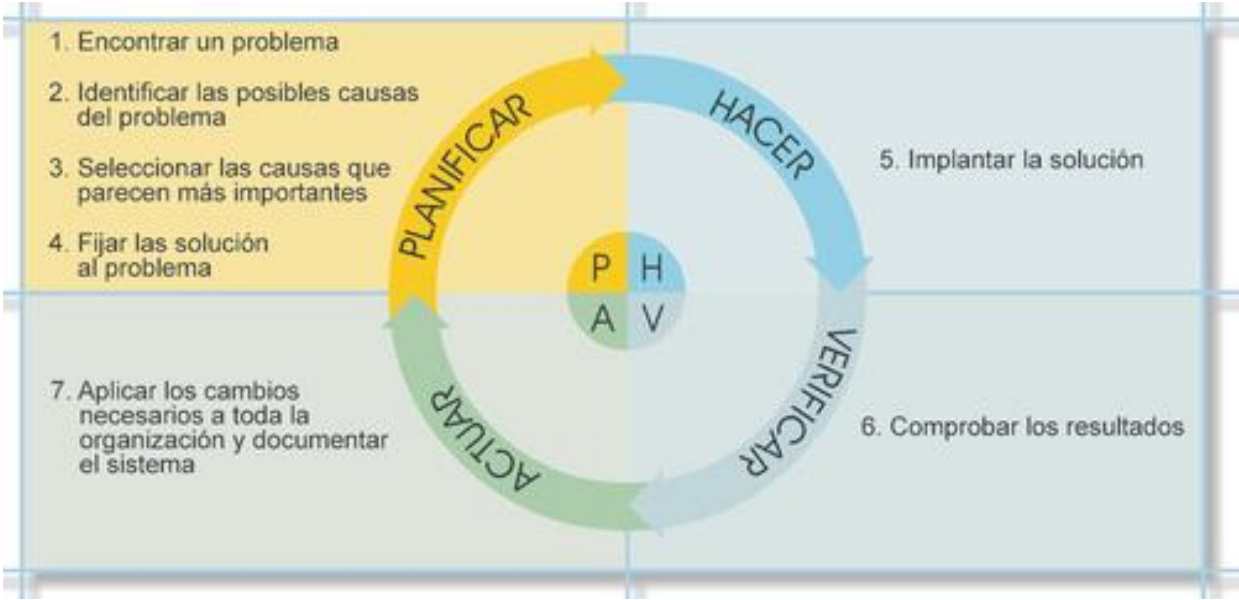 1. Encontrar un problema
2. Identificar las posibles causas
del problema
3. Seleccionar las causas que
parecen más importantes
4. Fijar las solución
al problema
PLANIFICAR
HACER
5. Implantar la solución
P H
A V
7. Aplicar los cambios
necesarios a toda la
organización y documentar
el sistema
ACTUAR
VERIFICAR
6. Comprobar los resultados